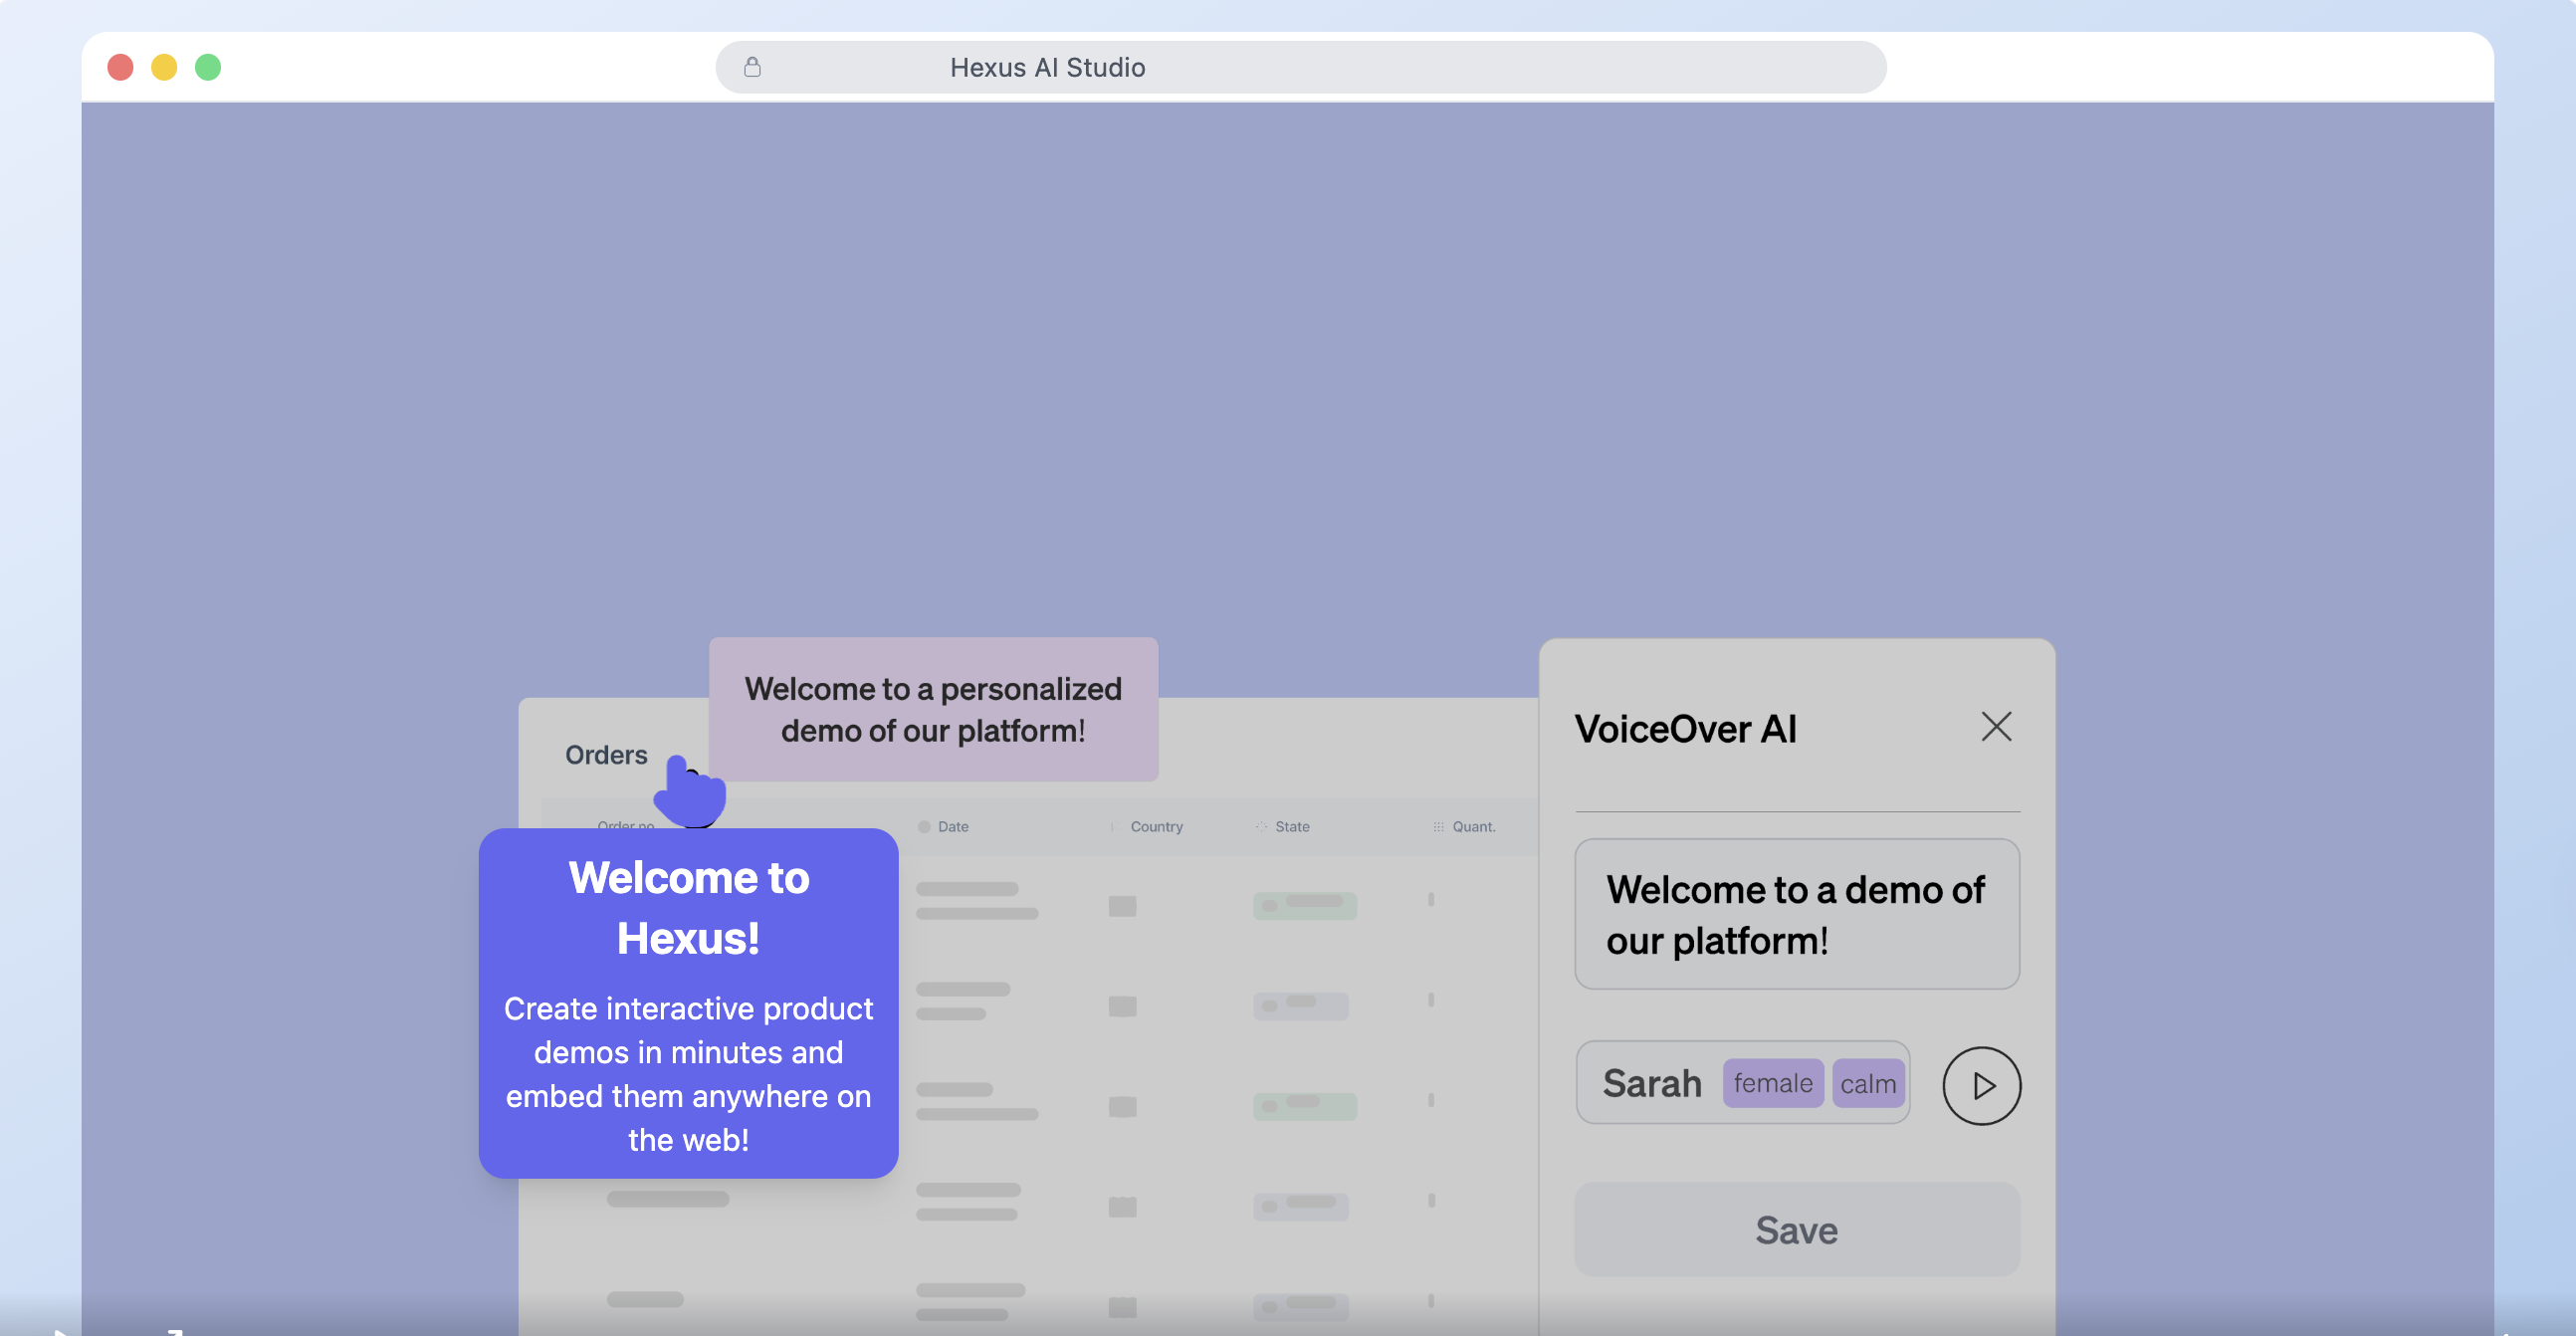 Hexus AI Studio
Welcome to a personalized
demo of our platform!
Orders
Order no.
Date
Country
State
Quant.
Welcome to
Hexus!
Create interactive product
demos in minutes and
embed them anywhere on
the web!
VoiceOver AI
Welcome to a demo of
our platform!
Sarah
female
calm
Save